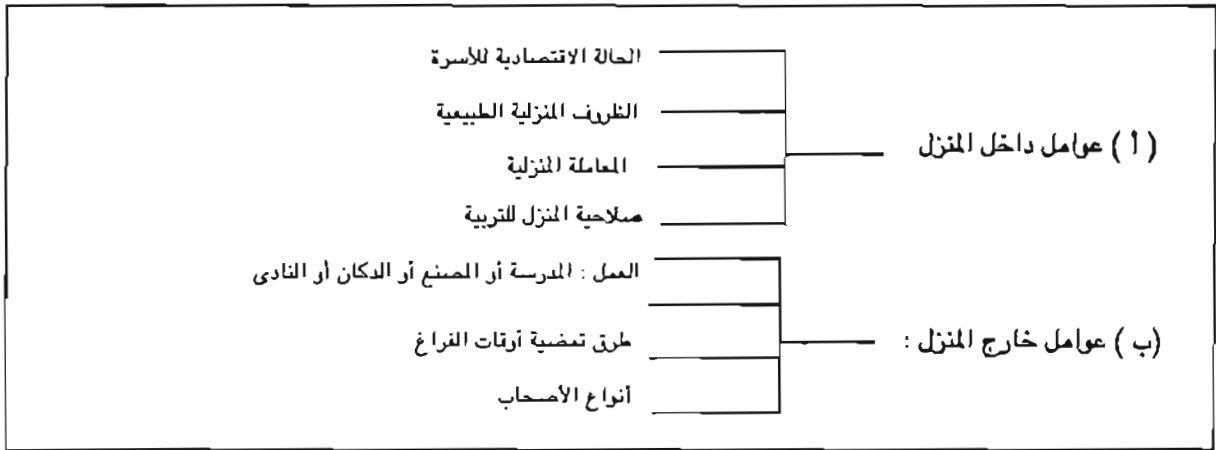 الحالة الاقتصادية للأسرة
الظروف المنزلية الطبيعية
( أ ) عوامل داخل المنزل
المعاملة المنزلية
صلاحية المنزل للتربية
العمل : المدرسة أو المصنع أو الدكان أو النادى
(ب ) عوامل خارج المنزل :
طرق تمضية أوقات الفراغ
أنواع الأصحاب